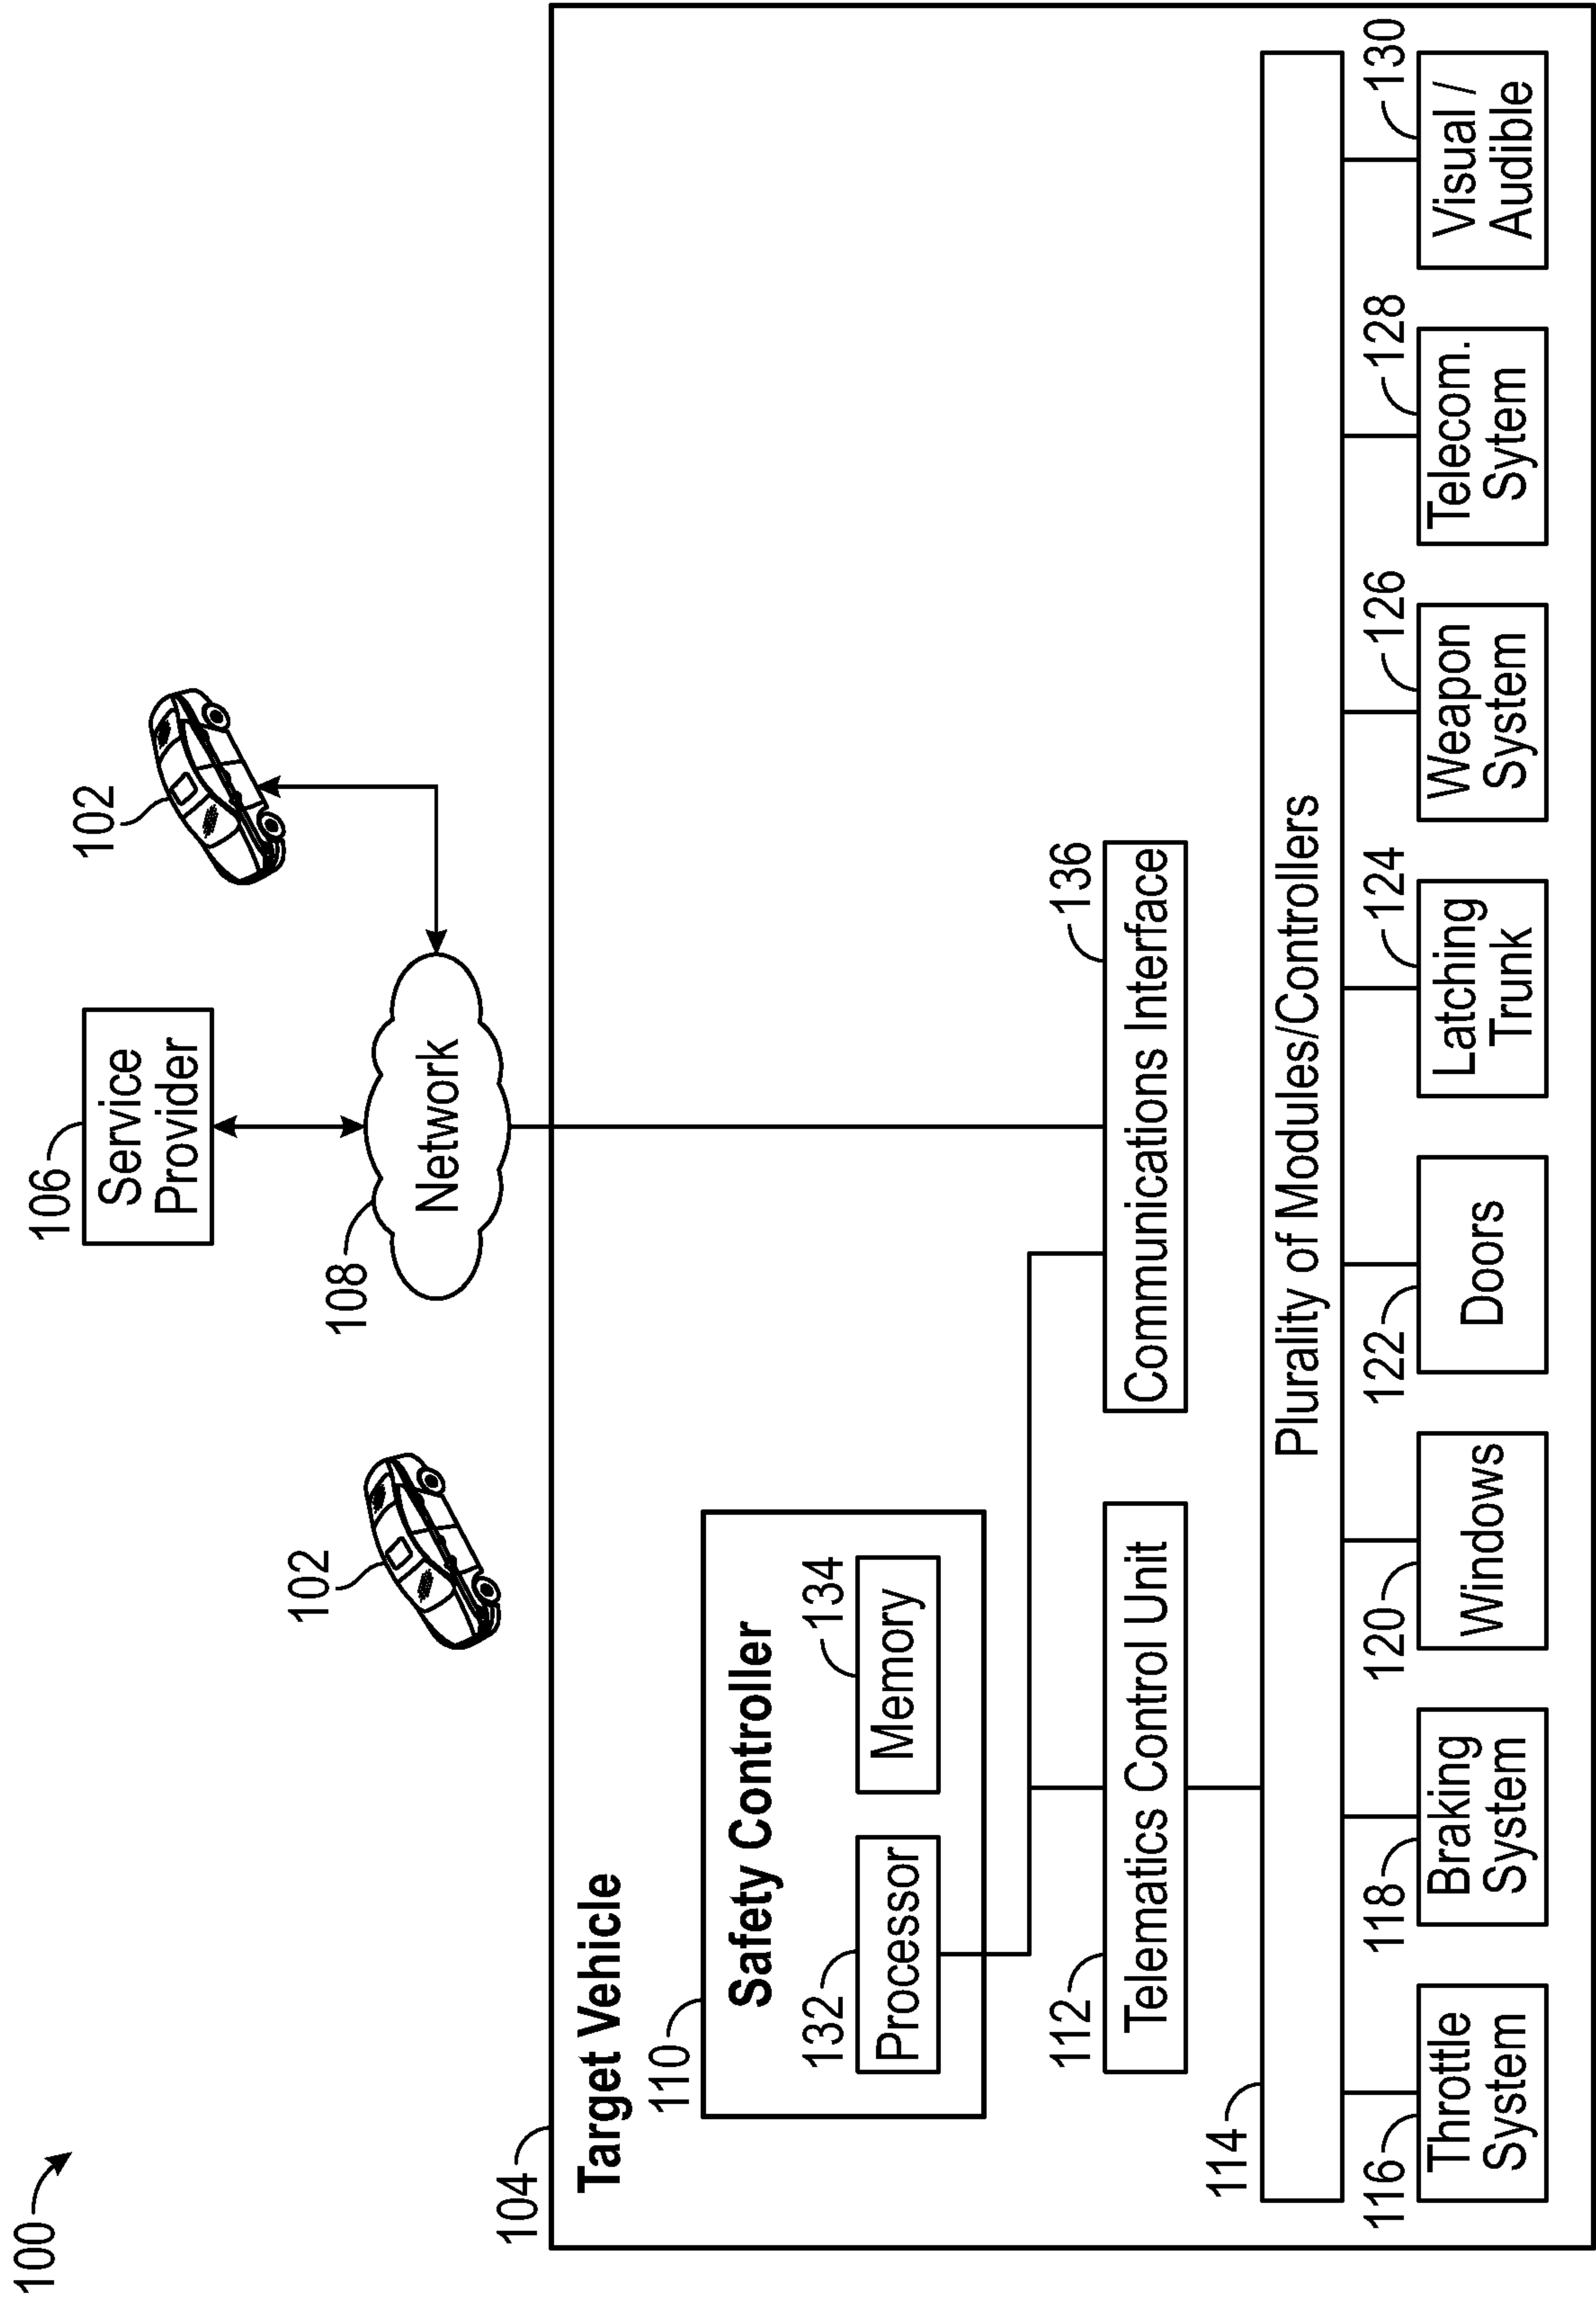 100
106
Service
Provider
102
108
Network
102
104
Target Vehicle
110
Safety Controller
132
Processor
134
Memory
112
Telematics Control Unit
136
Communications Interface
114
Plurality of Modules/Controllers
116
Throttle
System
118
Braking
System
120
Windows
122
Doors
124
Latching
Trunk
126
Weapon
System
128
Telecom.
Sytem
130
Visual /
Audible